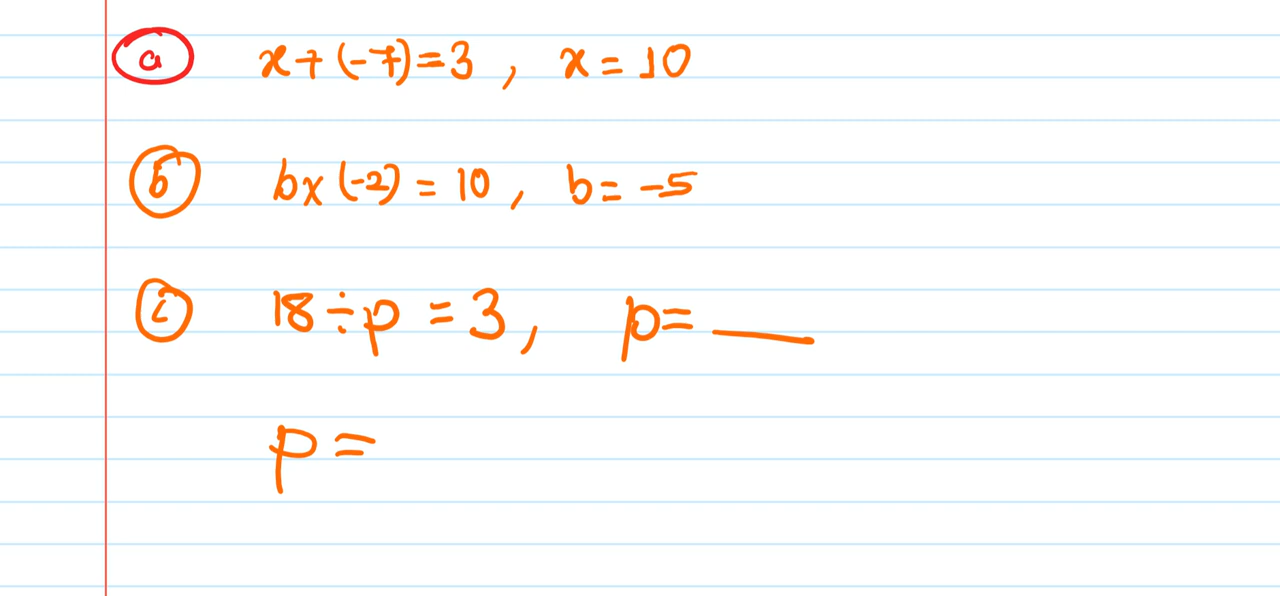 a x + (-7) = 3 , x = 10
b b x (-2) = 10 , b = -5
c 18 ÷ p = 3 , p = ___
p =